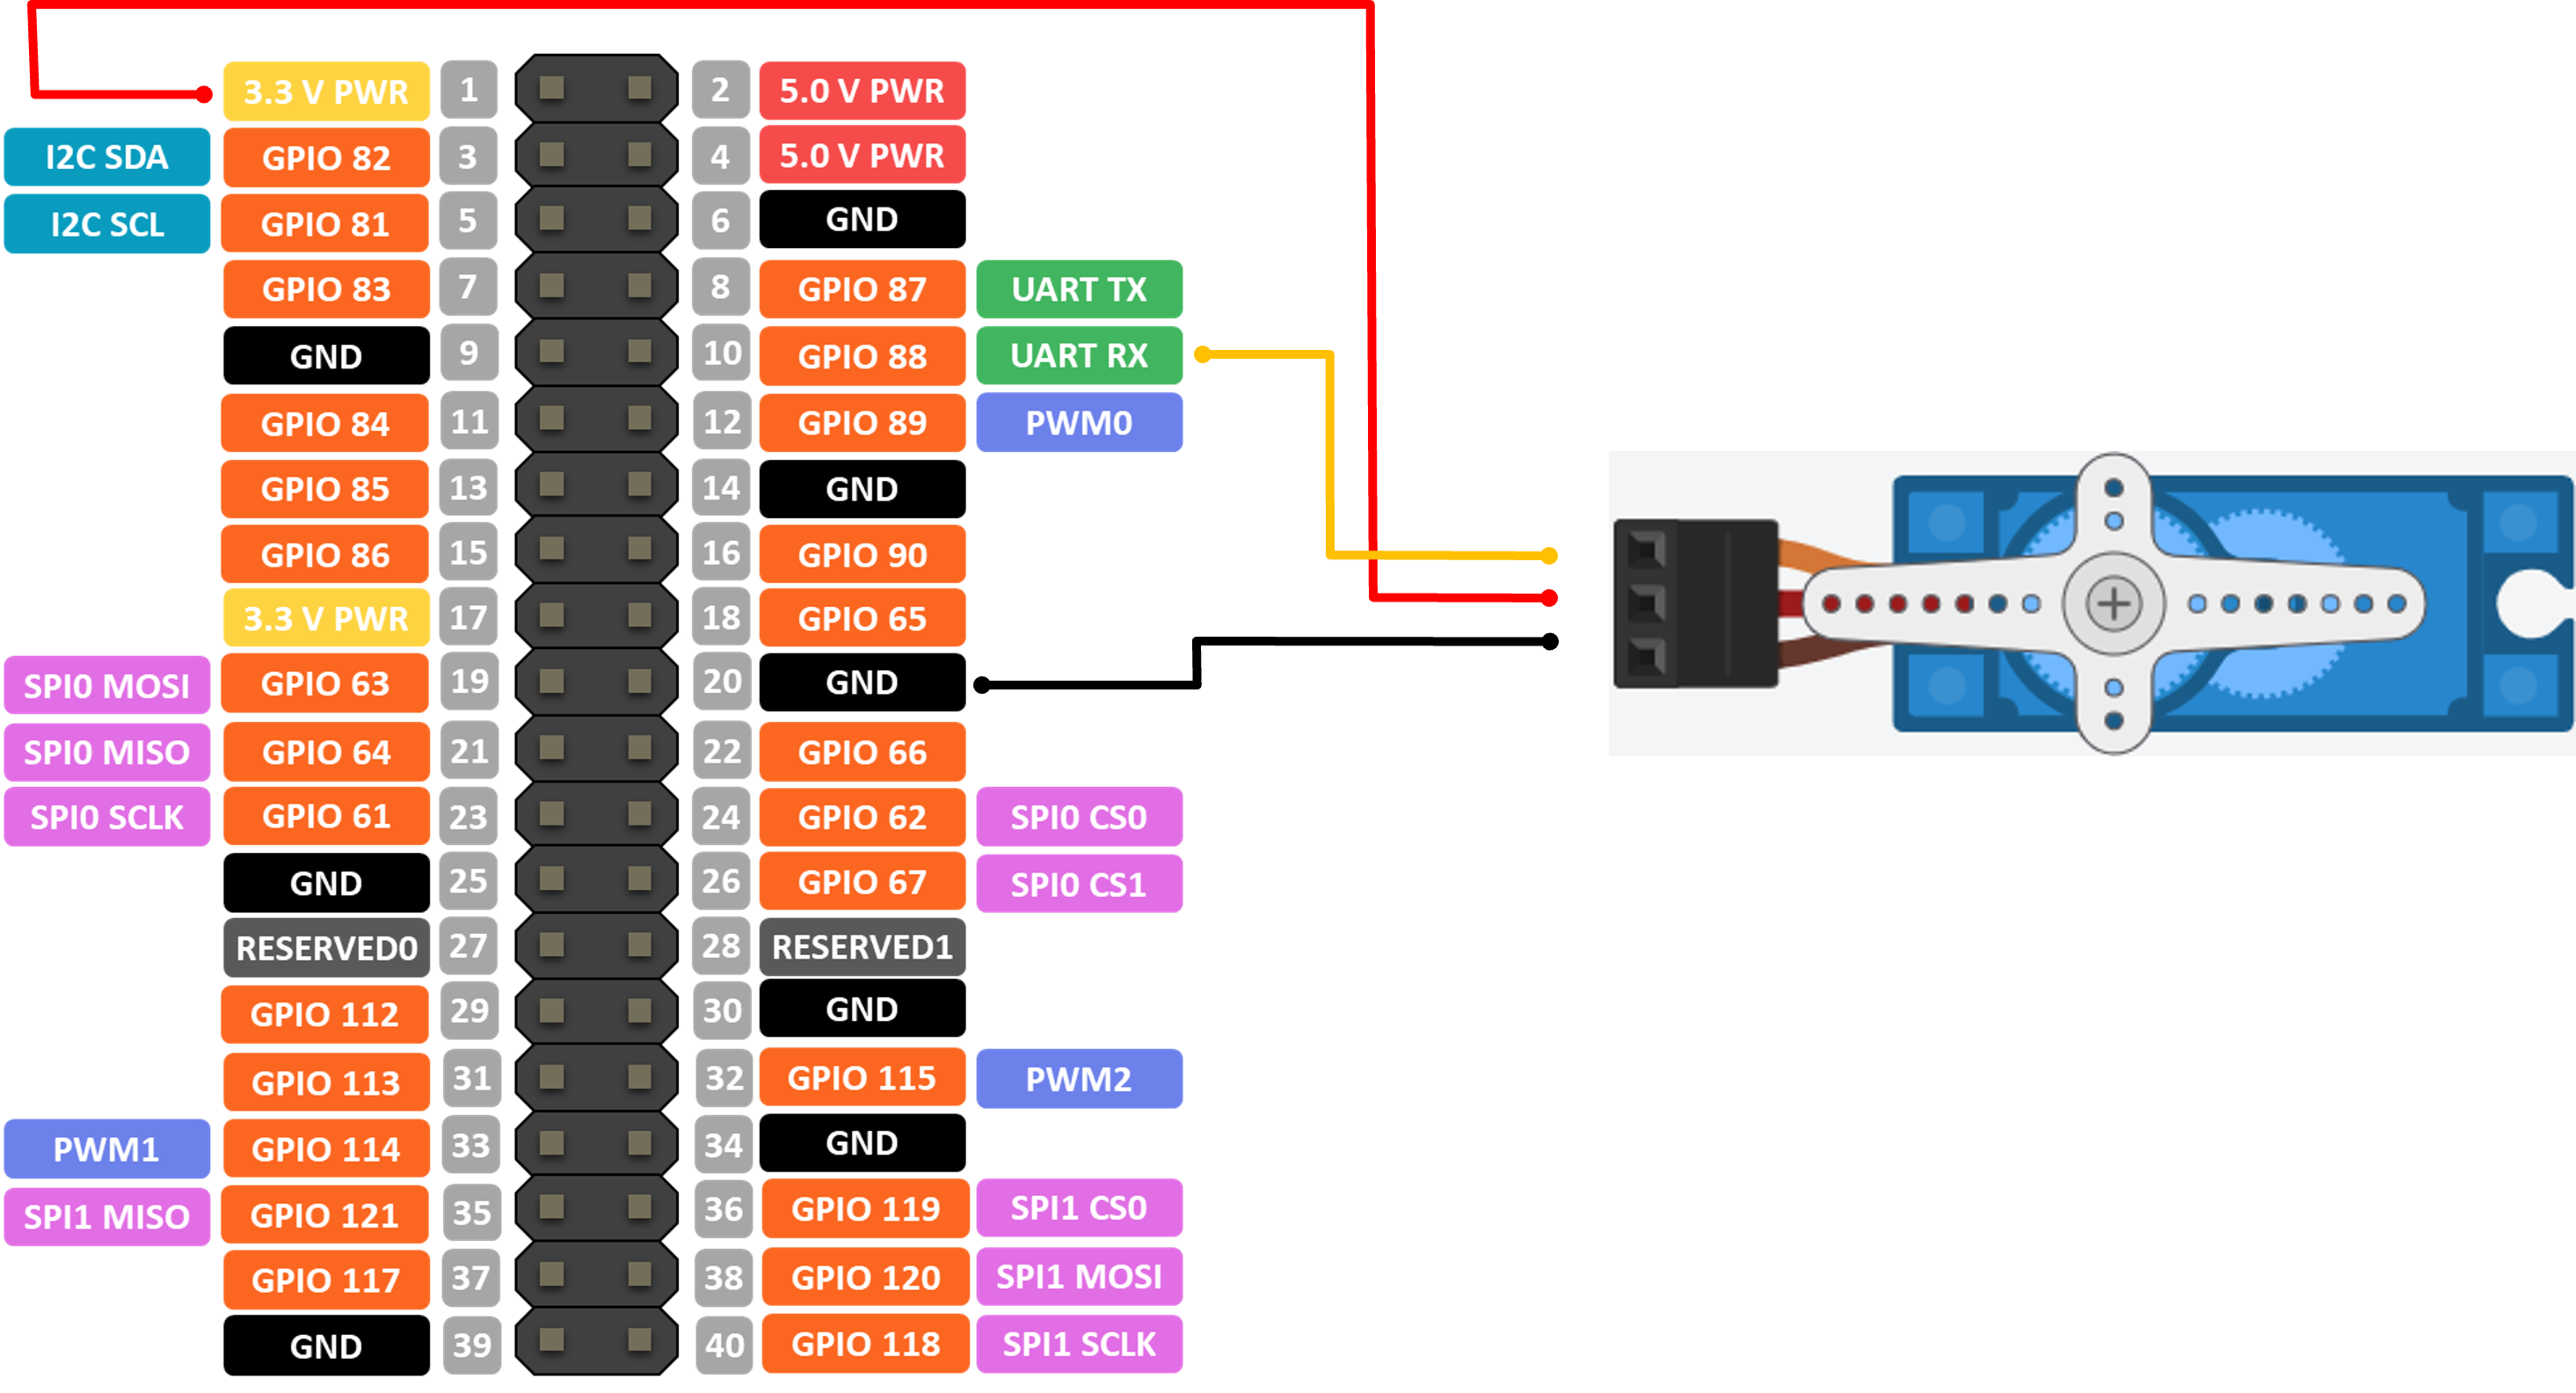 3.3 V PWR 1 2 5.0 V PWR
I2C SDA GPIO 82 3 4 5.0 V PWR
I2C SCL GPIO 81 5 6 GND
GPIO 83 7 8 GPIO 87 UART TX
GND 9 10 GPIO 88 UART RX
GPIO 84 11 12 GPIO 89 PWM0
GPIO 85 13 14 GND
GPIO 86 15 16 GPIO 90
3.3 V PWR 17 18 GPIO 65
SPI0 MOSI GPIO 63 19 20 GND
SPI0 MISO GPIO 64 21 22 GPIO 66
SPI0 SCLK GPIO 61 23 24 GPIO 62 SPI0 CS0
GND 25 26 GPIO 67 SPI0 CS1
RESERVED0 27 28 RESERVED1
GPIO 112 29 30 GND
GPIO 113 31 32 GPIO 115 PWM2
PWM1 GPIO 114 33 34 GND
SPI1 MISO GPIO 121 35 36 GPIO 119 SPI1 CS0
GPIO 117 37 38 GPIO 120 SPI1 MOSI
GND 39 40 GPIO 118 SPI1 SCLK